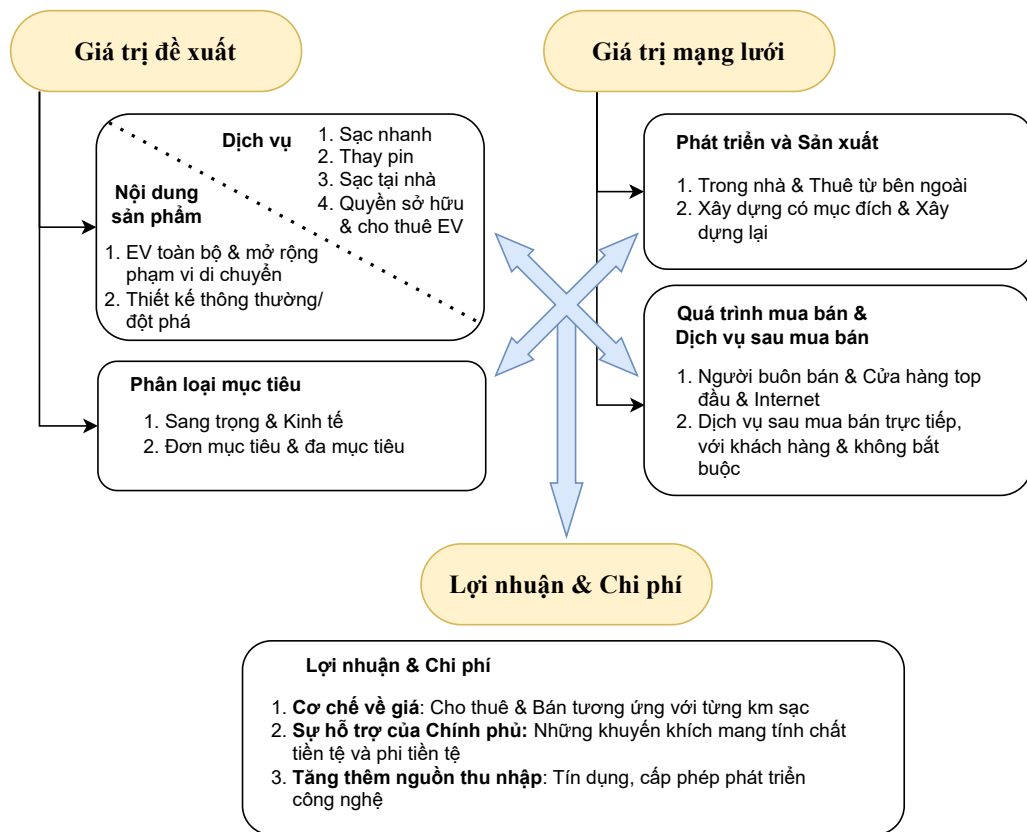 Giá trị đề xuất
Dịch vụ
1. Sạc nhanh
2. Thay pin
3. Sạc tại nhà
4. Quyền sở hữu
& cho thuê EV
Nội dung
sản phẩm
1. EV toàn bộ & mở rộng
phạm vi di chuyển
2. Thiết kế thông thường/
đột phá
Phân loại mục tiêu
1. Sang trọng & Kinh tế
2. Đơn mục tiêu & đa mục tiêu
Giá trị mạng lưới
Phát triển và Sản xuất
1. Trong nhà & Thuê từ bên ngoài
2. Xây dựng có mục đích & Xây
dựng lại
Quá trình mua bán &
Dịch vụ sau mua bán
1. Người buôn bán & Cửa hàng top
đầu & Internet
2. Dịch vụ sau mua bán trực tiếp,
với khách hàng & không bắt
buộc
Lợi nhuận & Chi phí
Lợi nhuận & Chi phí
1. Cơ chế về giá: Cho thuê & Bán tương ứng với từng km sạc
2. Sự hỗ trợ của Chính phủ: Những khuyến khích mang tính chất
tiền tệ và phi tiền tệ
3. Tăng thêm nguồn thu nhập: Tín dụng, cấp phép phát triển
công nghệ